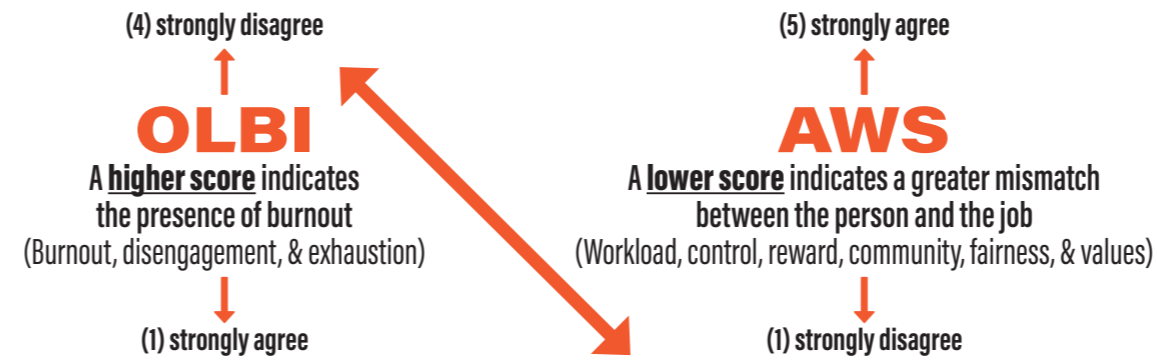 (4) strongly disagree
OLBI
A higher score indicates
the presence of burnout
(Burnout, disengagement, & exhaustion)
(1) strongly agree
(5) strongly agree
AWS
A lower score indicates a greater mismatch
between the person and the job
(Workload, control, reward, community, fairness, & values)
(1) strongly disagree